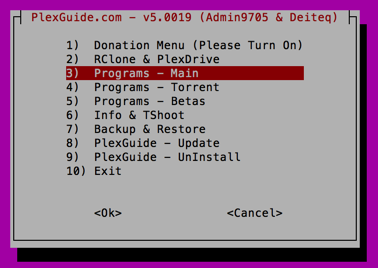 PlexGuide.com - v5.0019 (Admin9705 & Deiteq)
1) Donation Menu (Please Turn On)
2) RClone & PlexDrive
3) Programs - Main
4) Programs - Torrent
5) Programs - Betas
6) Info & TShoot
7) Backup & Restore
8) PlexGuide - Update
9) PlexGuide - UnInstall
10) Exit
<Ok> <Cancel>